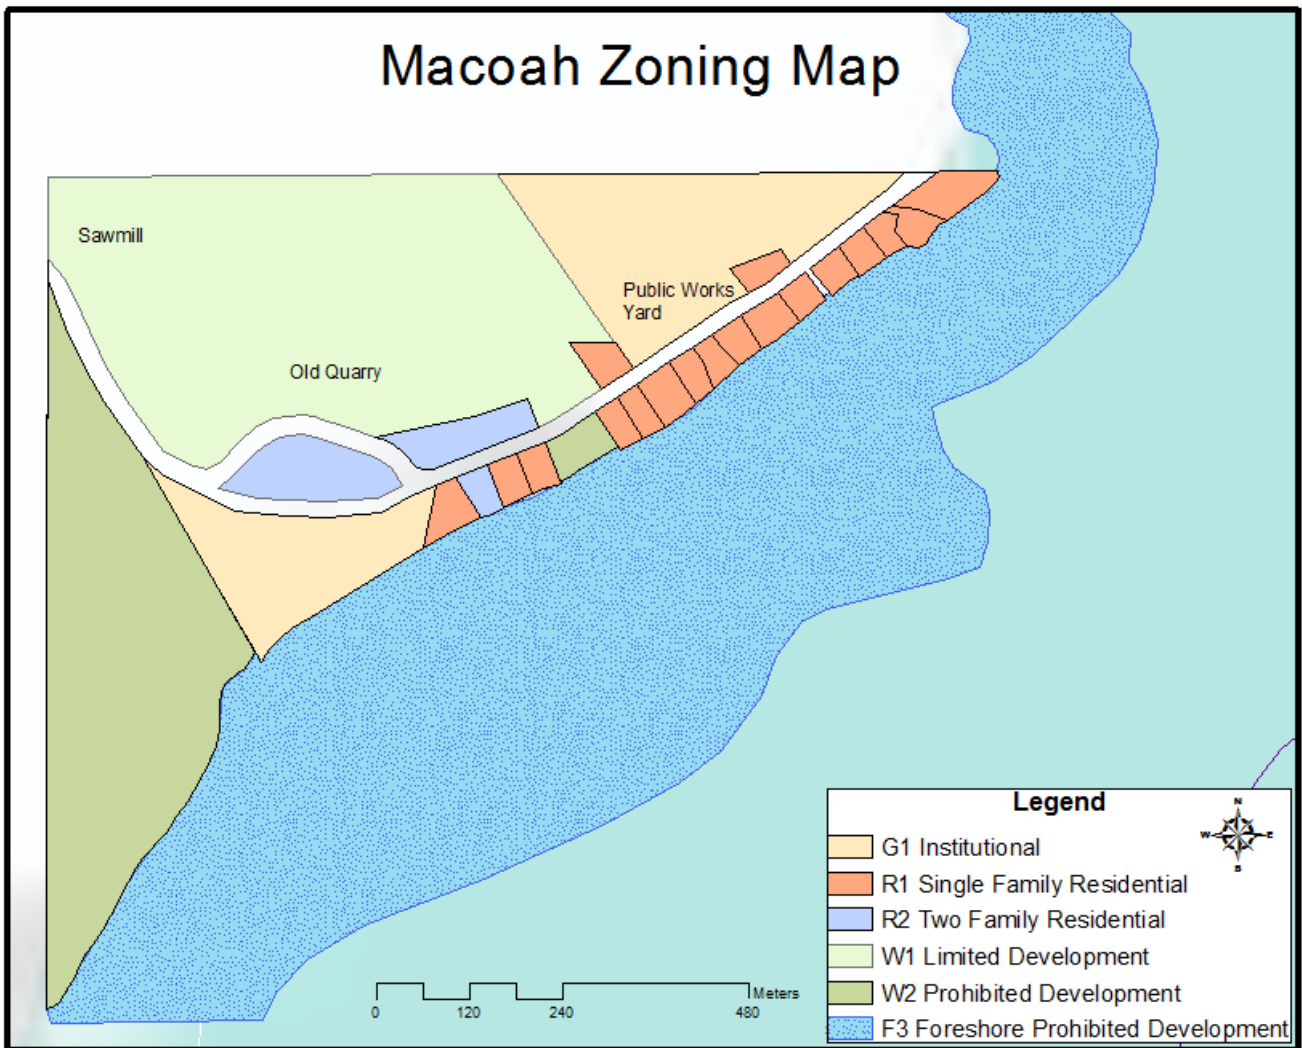 Macoah Zoning Map
Sawmill
Public Works
Yard
Old Quarry
Legend
N
W E
S
G1 Institutional
R1 Single Family Residential
R2 Two Family Residential
W1 Limited Development
W2 Prohibited Development
F3 Foreshore Prohibited Development
Meters
0 120 240 480